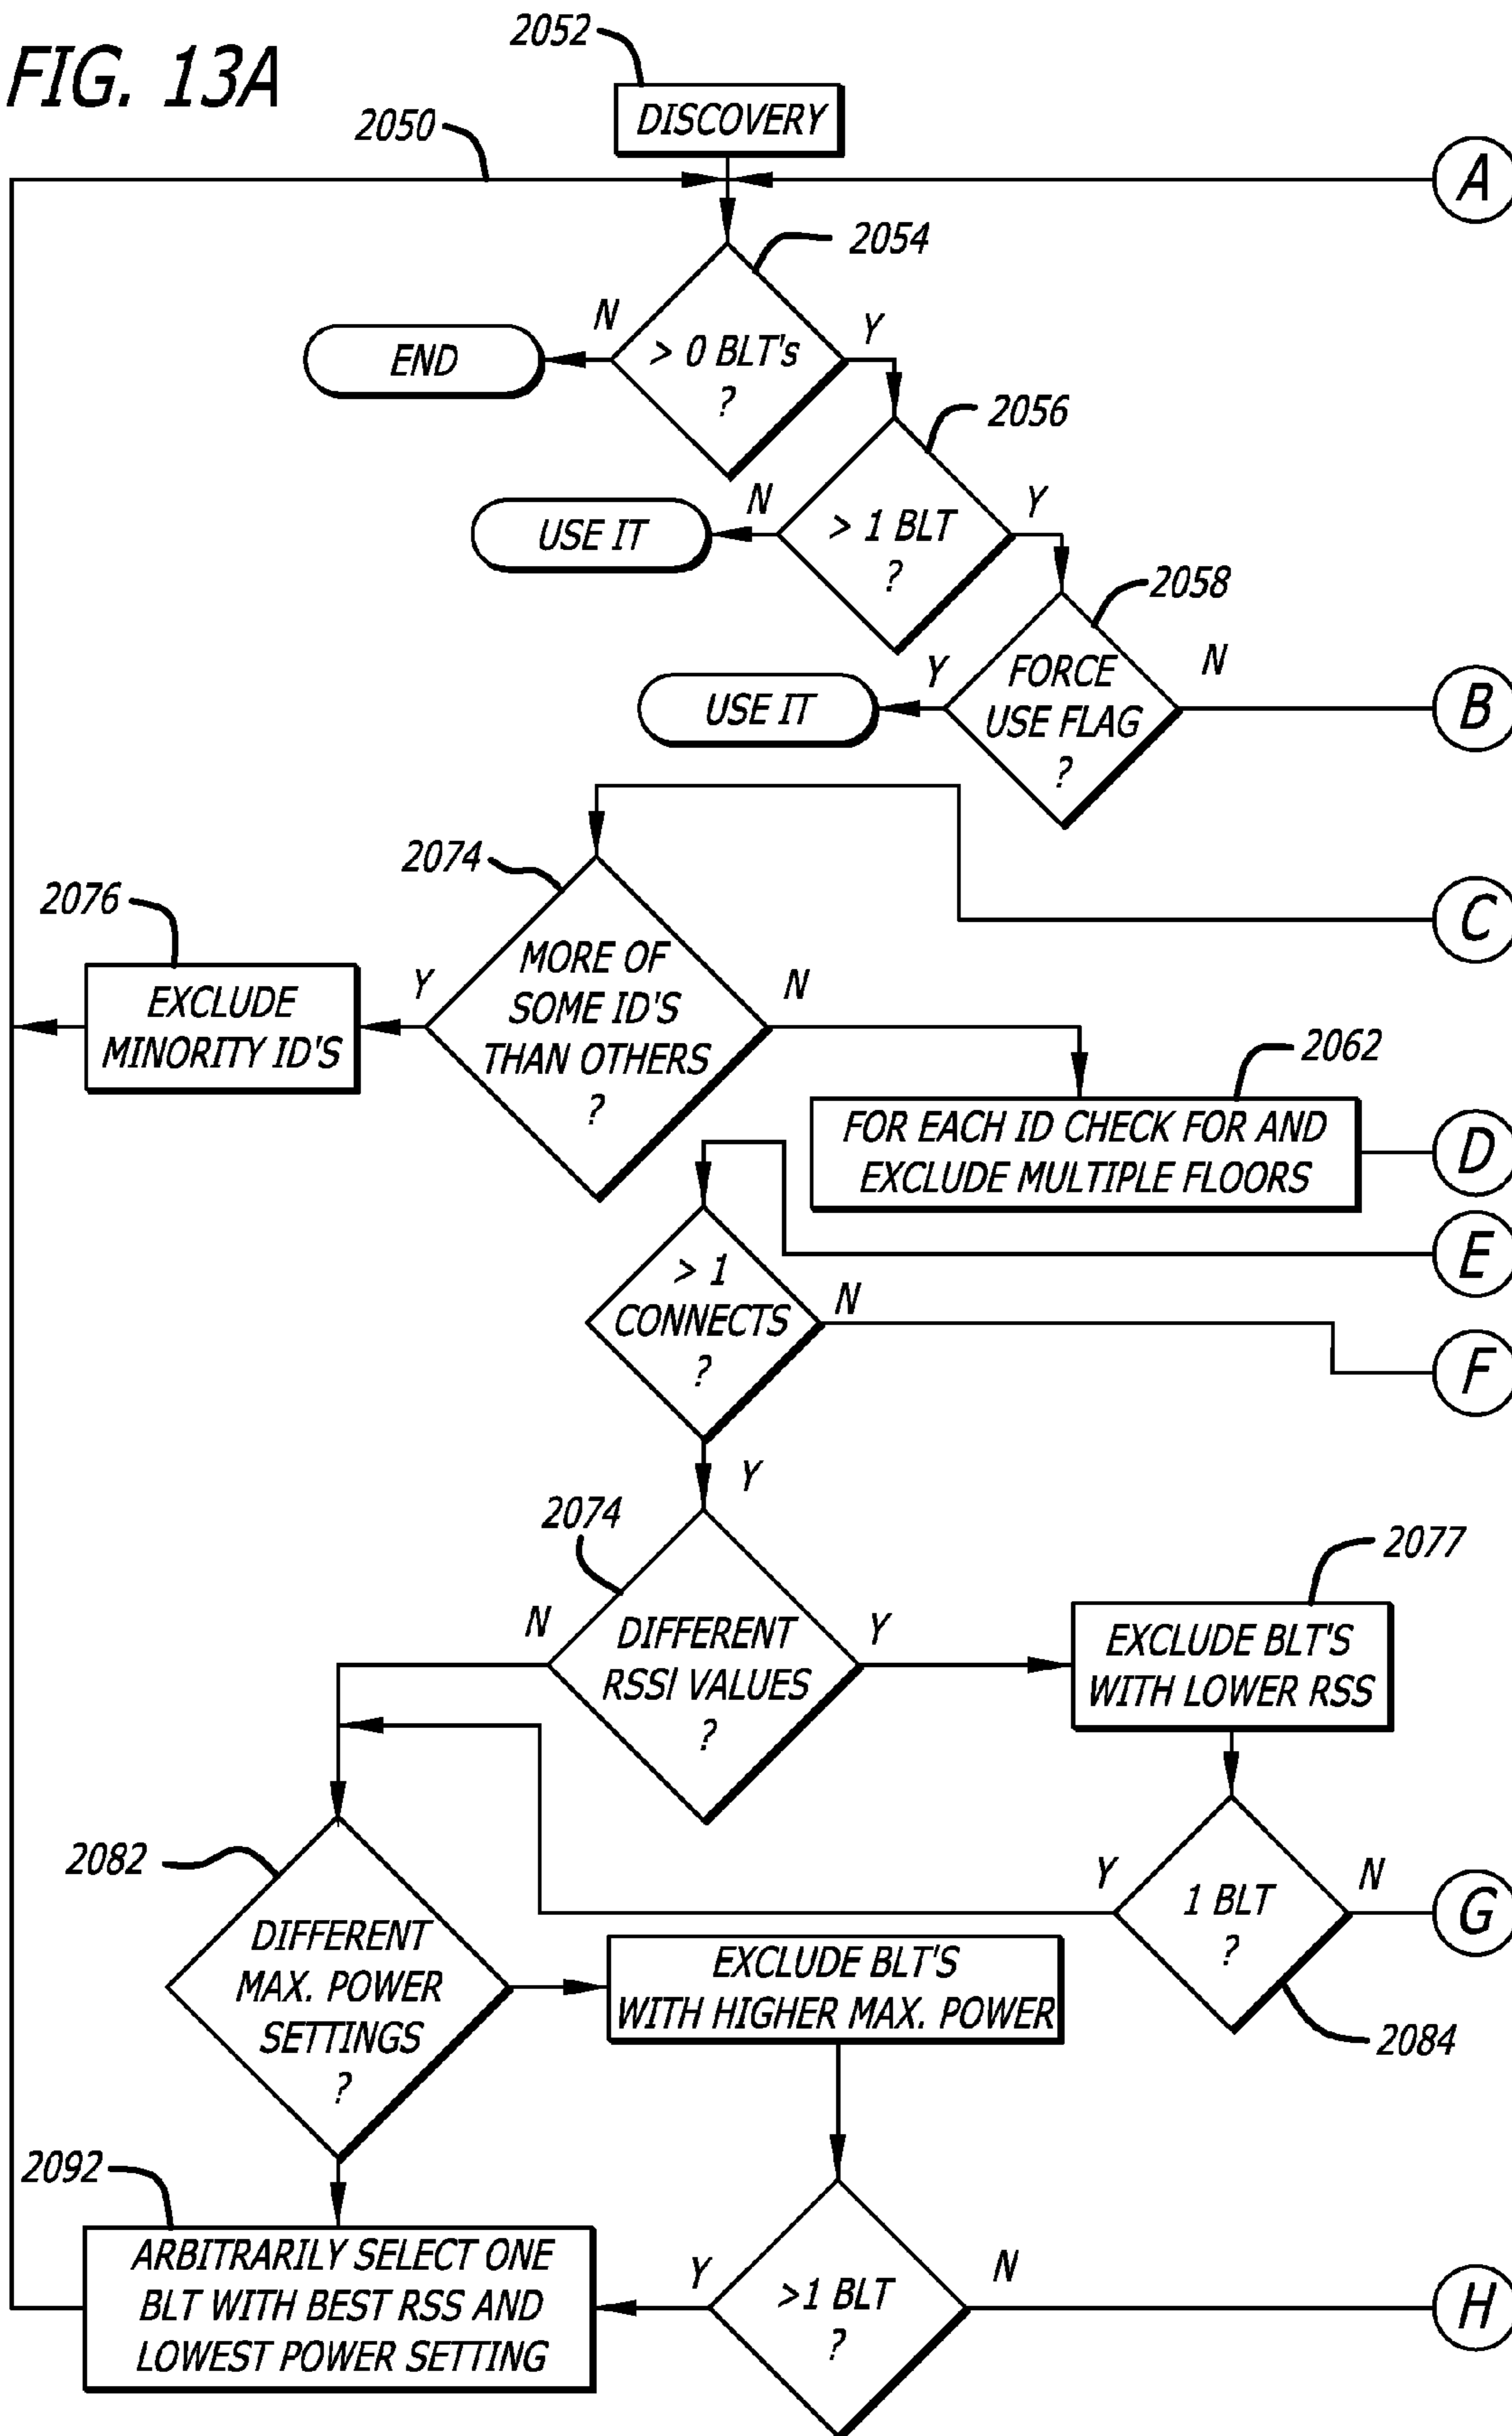 FIG. 13A
2052
DISCOVERY
2050
A
2054
N
> 0 BLT's
?
Y
END
2056
N
> 1 BLT
?
Y
USE IT
2058
Y
FORCE
USE FLAG
?
N
USE IT
B
C
2074
2076
EXCLUDE
MINORITY ID'S
Y
MORE OF
SOME ID'S
THAN OTHERS
?
N
2062
FOR EACH ID CHECK FOR AND
EXCLUDE MULTIPLE FLOORS
D
E
> 1
CONNECTS
?
N
F
Y
2074
N
DIFFERENT
RSSI VALUES
?
Y
2077
EXCLUDE BLT'S
WITH LOWER RSS
2082
Y
1 BLT
?
N
G
2084
DIFFERENT
MAX. POWER
SETTINGS
?
EXCLUDE BLT'S
WITH HIGHER MAX. POWER
2092
ARBITRARILY SELECT ONE
BLT WITH BEST RSS AND
LOWEST POWER SETTING
Y
>1 BLT
?
N
H